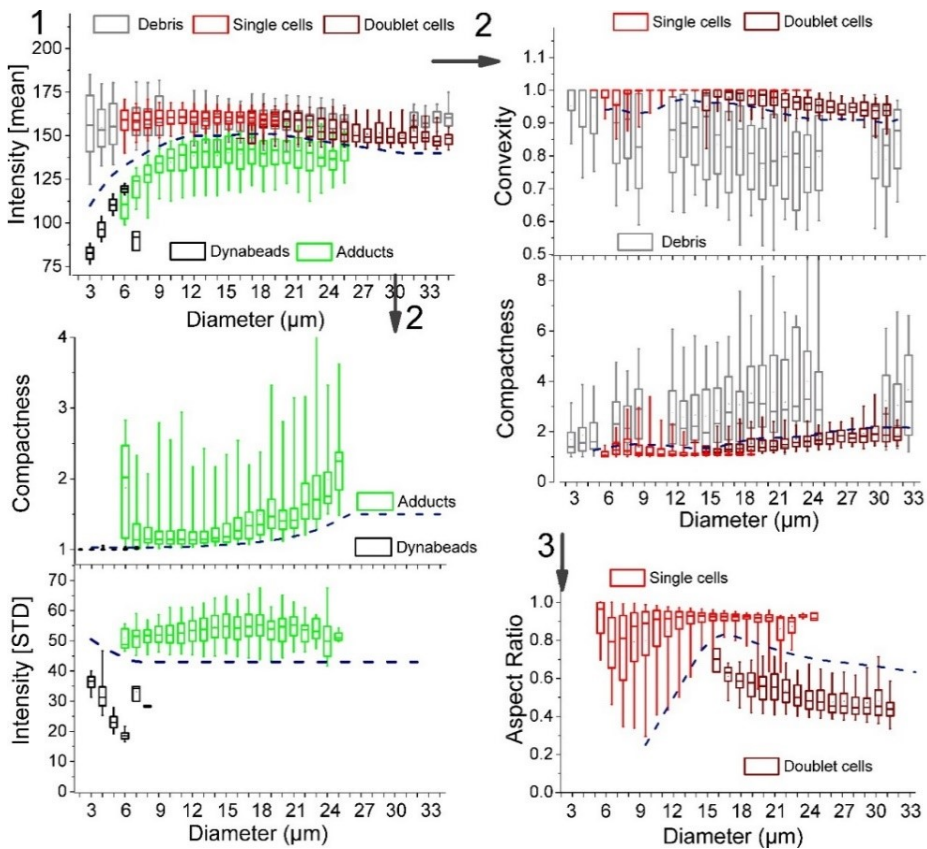 1
Debris Single cells Doublet cells
200
175
150
125
100
75
Intensity [mean]
Dynabeads Adducts
3 6 9 12 15 18 21 24 27 30 33
Diameter (µm)
2
2
Debris Single cells Doublet cells
1.1
1.0
0.9
0.8
0.7
0.6
0.5
Convexity
Debris
8
6
4
2
0
Compactness
3 6 9 12 15 18 21 24 27 30 33
Diameter (µm)
4
3
2
1
Compactness
Adducts
Dynabeads
70
60
50
40
30
20
10
0
Intensity [STD]
3 6 9 12 15 18 21 24 27 30 33
Diameter (µm)
3
Single cells
1.0
0.8
0.6
0.4
0.2
0.0
Aspect Ratio
Doublet cells
3 6 9 12 15 18 21 24 27 30 33
Diameter (µm)